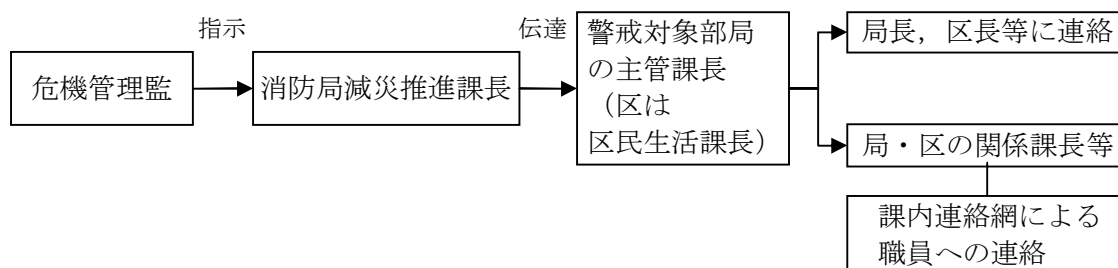 指示
伝達
危機管理監
消防局減災推進課長
警戒対象部局
の主管課長
（区は
区民生活課長）
局長，区長等に連絡
局・区の関係課長等
課内連絡網による
職員への連絡